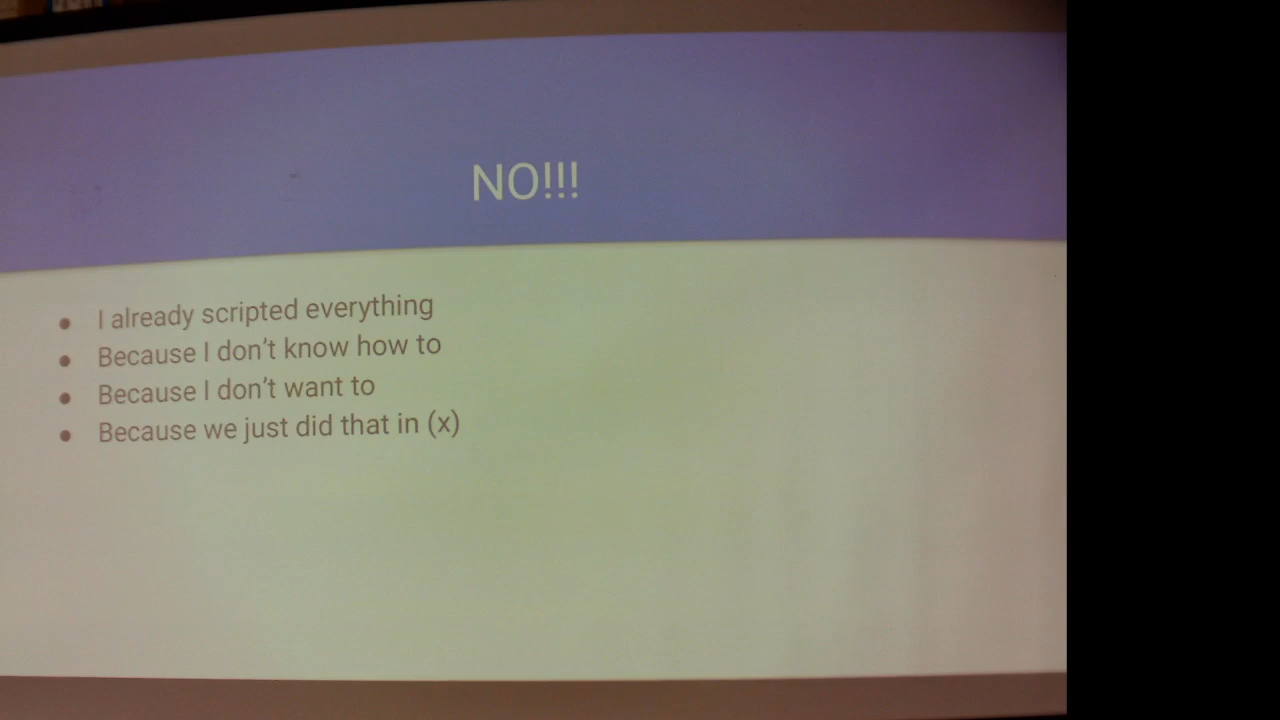 NO!!!
● I already scripted everything
● Because I don't know how to
● Because I don't want to
● Because we just did that in (x)